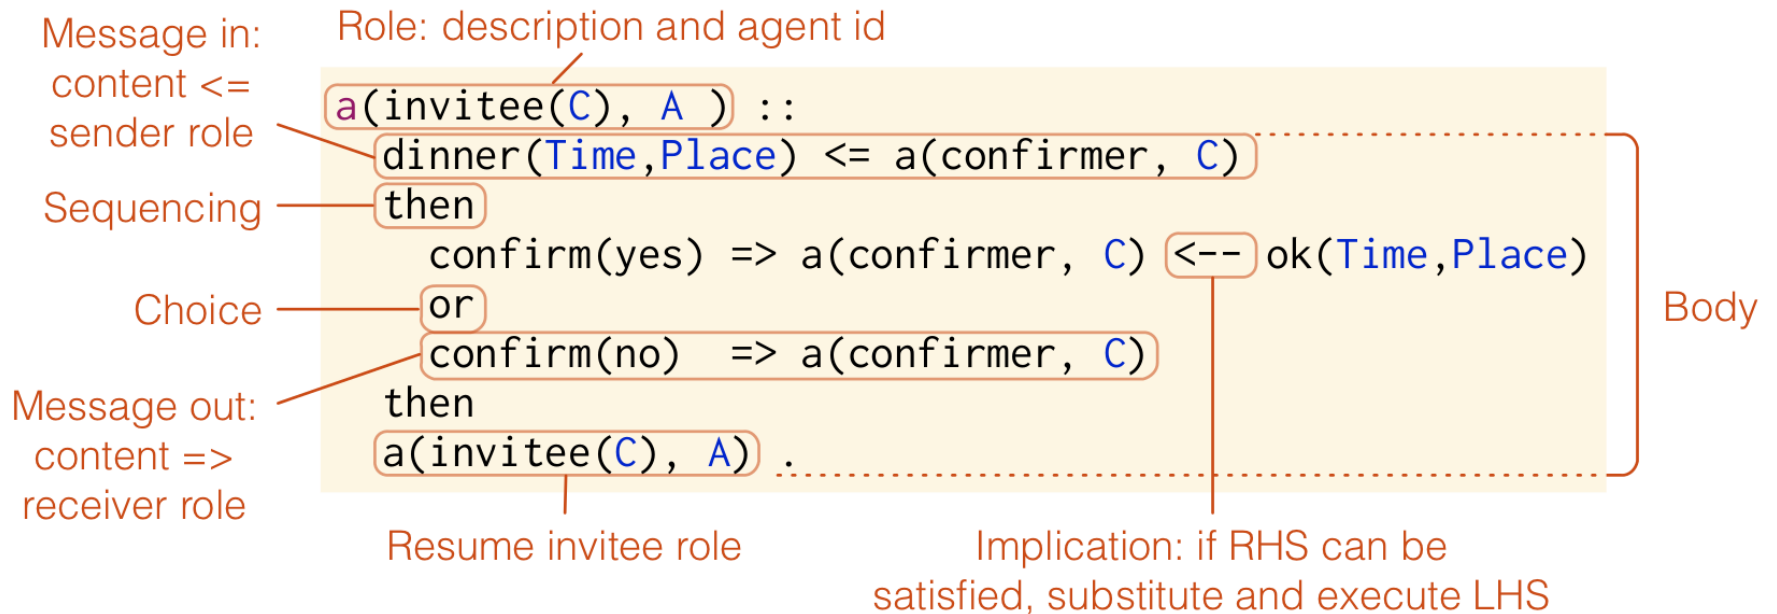 Role: description and agent id
Message in:
content <=
sender role
a(invitee(C), A ) ::
dinner(Time,Place) <= a(confirmer, C)
Sequencing
then
confirm(yes) => a(confirmer, C) <-- ok(Time,Place)
Choice
or
confirm(no) => a(confirmer, C)
Body
Message out:
content =>
receiver role
then
a(invitee(C), A) .
Resume invitee role
Implication: if RHS can be
satisfied, substitute and execute LHS